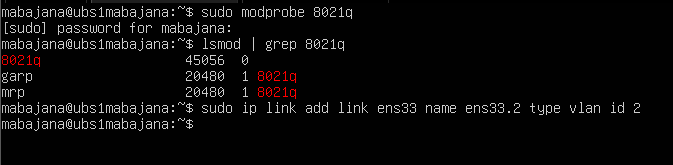 mabajana@ubs1mabajana:~$ sudo modprobe 8021q
[sudo] password for mabajana:
mabajana@ubs1mabajana:~$ lsmod | grep 8021q
8021q                  45056  0
garp                   20480  1 8021q
mrp                    20480  1 8021q
mabajana@ubs1mabajana:~$ sudo ip link add link ens33 name ens33.2 type vlan id 2
mabajana@ubs1mabajana:~$